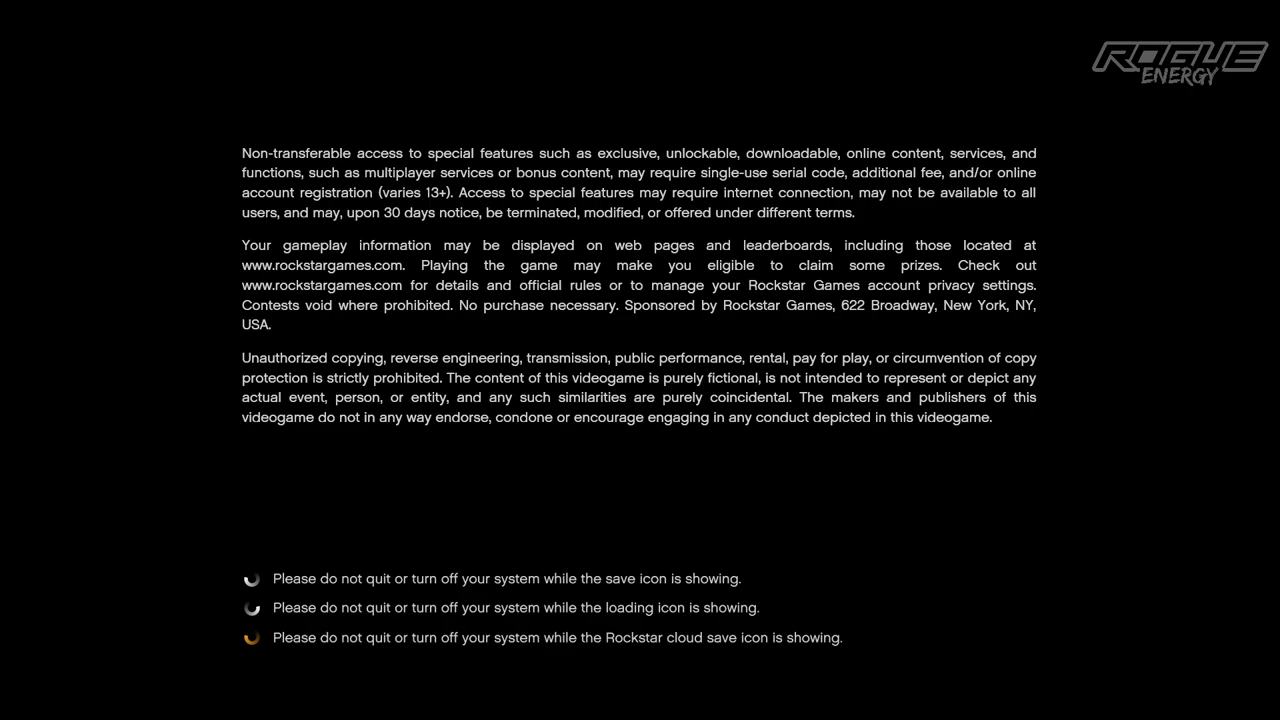 ROGUE
ENERGY
Non-transferable access to special features such as exclusive, unlockable, downloadable, online content, services, and
functions, such as multiplayer services or bonus content, may require single-use serial code, additional fee, and/or online
account registration (varies 13+). Access to special features may require internet connection, may not be available to all
users, and may, upon 30 days notice, be terminated, modified, or offered under different terms.
Your gameplay information may be displayed on web pages and leaderboards, including those located at
www.rockstargames.com. Playing the game may make you eligible to claim some prizes. Check out
www.rockstargames.com for details and official rules or to manage your Rockstar Games account privacy settings.
Contests void where prohibited. No purchase necessary. Sponsored by Rockstar Games, 622 Broadway, New York, NY,
USA.
Unauthorized copying, reverse engineering, transmission, public performance, rental, pay for play, or circumvention of copy
protection is strictly prohibited. The content of this videogame is purely fictional, is not intended to represent or depict any
actual event, person, or entity, and any such similarities are purely coincidental. The makers and publishers of this
videogame do not in any way endorse, condone or encourage engaging in any conduct depicted in this videogame.
Please do not quit or turn off your system while the save icon is showing.
Please do not quit or turn off your system while the loading icon is showing.
Please do not quit or turn off your system while the Rockstar cloud save icon is showing.